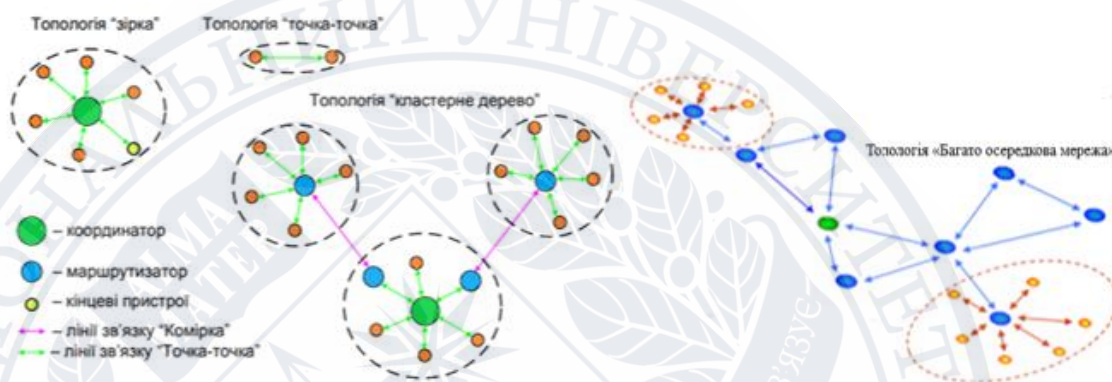 Топологія “зірка”
Топологія “точка-точка”
Топологія “кластерне дерево”
Топологія «Багато осередкова мережа»
– координатор
– маршрутизатор
– кінцеві пристрої
– лінії зв’язку “Комірка”
– лінії зв’язку “Точка-точка”